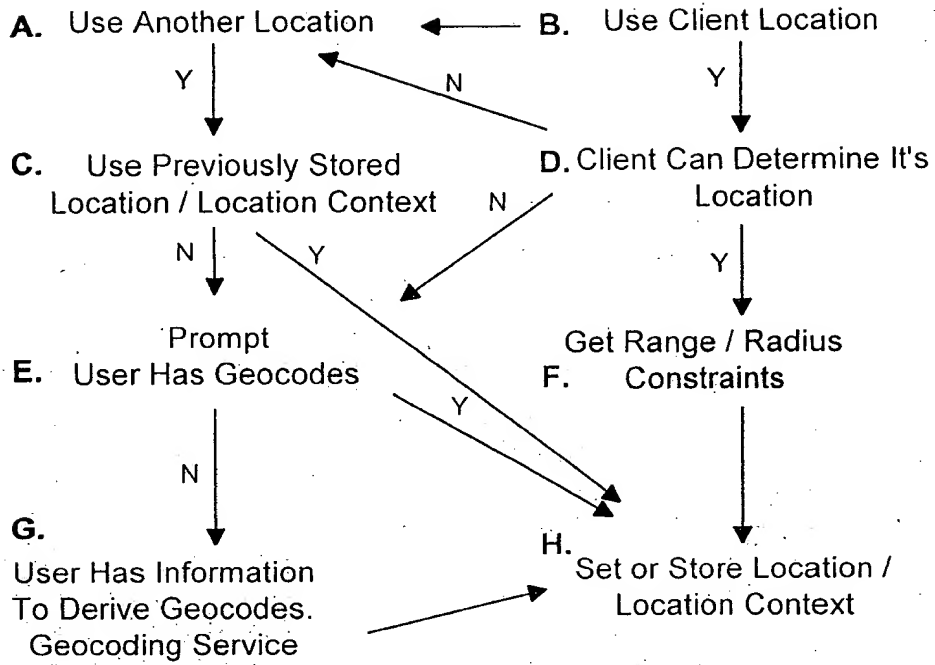 A. Use Another Location
B. Use Client Location
Y
N
Y
C. Use Previously Stored
Location / Location Context
D. Client Can Determine It's
Location
N
N
Y
Y
E. Prompt
User Has Geocodes
F. Get Range / Radius
Constraints
Y
N
G.
User Has Information
To Derive Geocodes.
Geocoding Service
H.
Set or Store Location /
Location Context